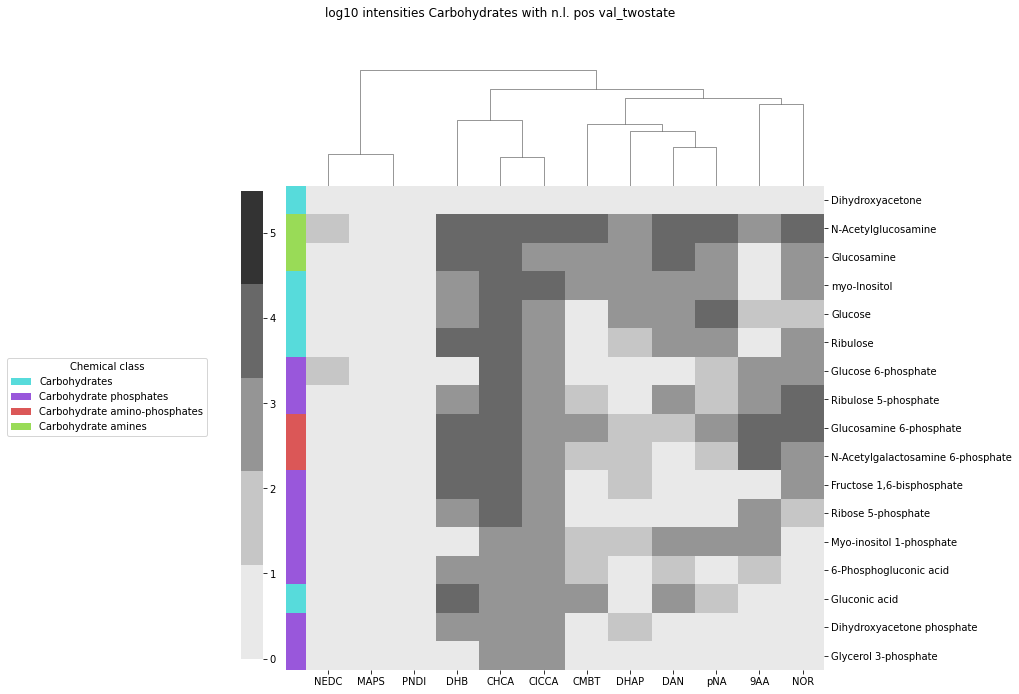 log10 intensities Carbohydrates with n.l. pos val_twostate
Chemical class
Carbohydrates
Carbohydrate phosphates
Carbohydrate amino-phosphates
Carbohydrate amines
5
4
3
2
1
0
Dihydroxyacetone
N-Acetylglucosamine
Glucosamine
myo-Inositol
Glucose
Ribulose
Glucose 6-phosphate
Ribulose 5-phosphate
Glucosamine 6-phosphate
N-Acetylgalactosamine 6-phosphate
Fructose 1,6-bisphosphate
Ribose 5-phosphate
Myo-inositol 1-phosphate
6-Phosphogluconic acid
Gluconic acid
Dihydroxyacetone phosphate
Glycerol 3-phosphate
NEDC MAPS PNDI DHB CHCA ClCCA CMBT DHAP DAN pNA 9AA NOR